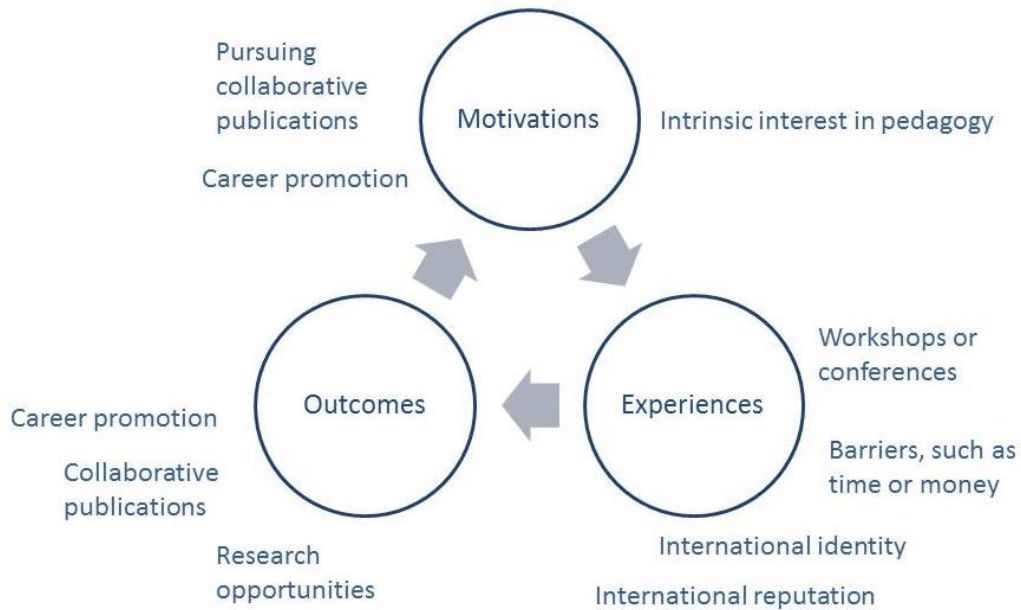 Pursuing
collaborative
publications
Motivations
Intrinsic interest in pedagogy
Career promotion
Workshops or
conferences
Outcomes
Experiences
Career promotion
Barriers, such as
time or money
Collaborative
publications
International identity
Research
opportunities
International reputation